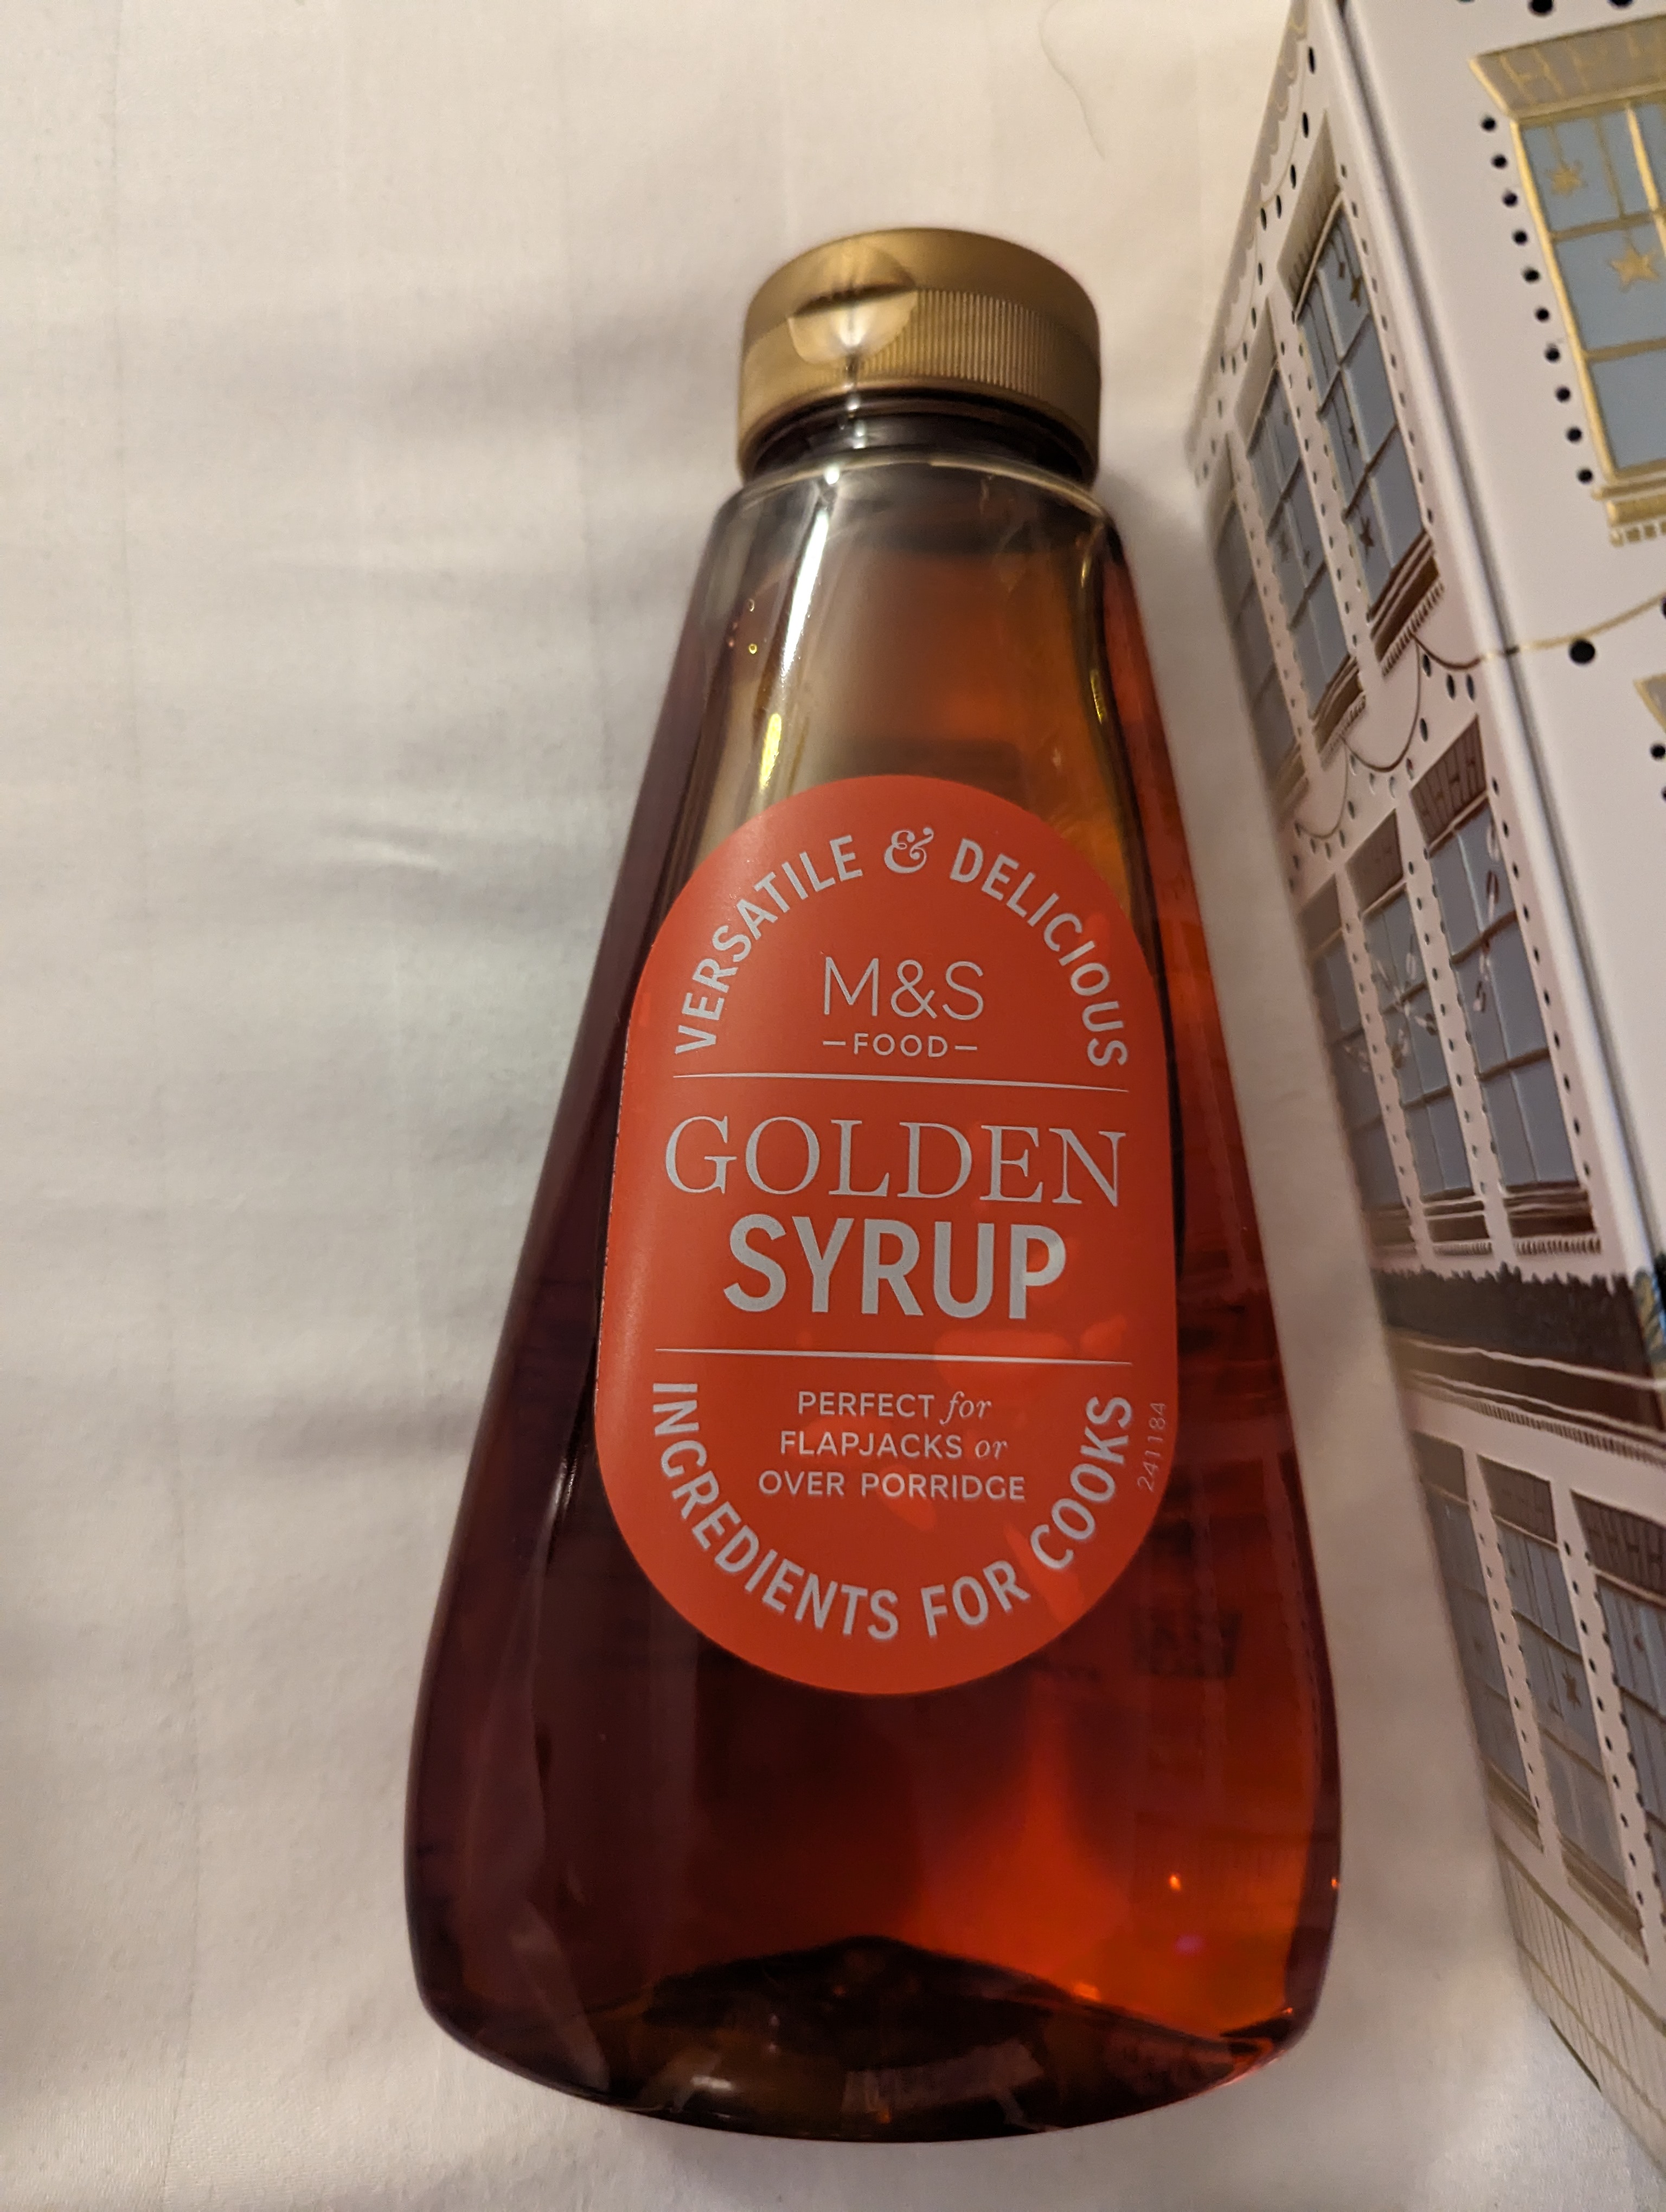 VERSATILE & DELICIOUS
M&S
—FOOD—
GOLDEN
SYRUP
PERFECT for
FLAPJACKS or
OVER PORRIDGE
INGREDIENTS FOR COOKS
241184